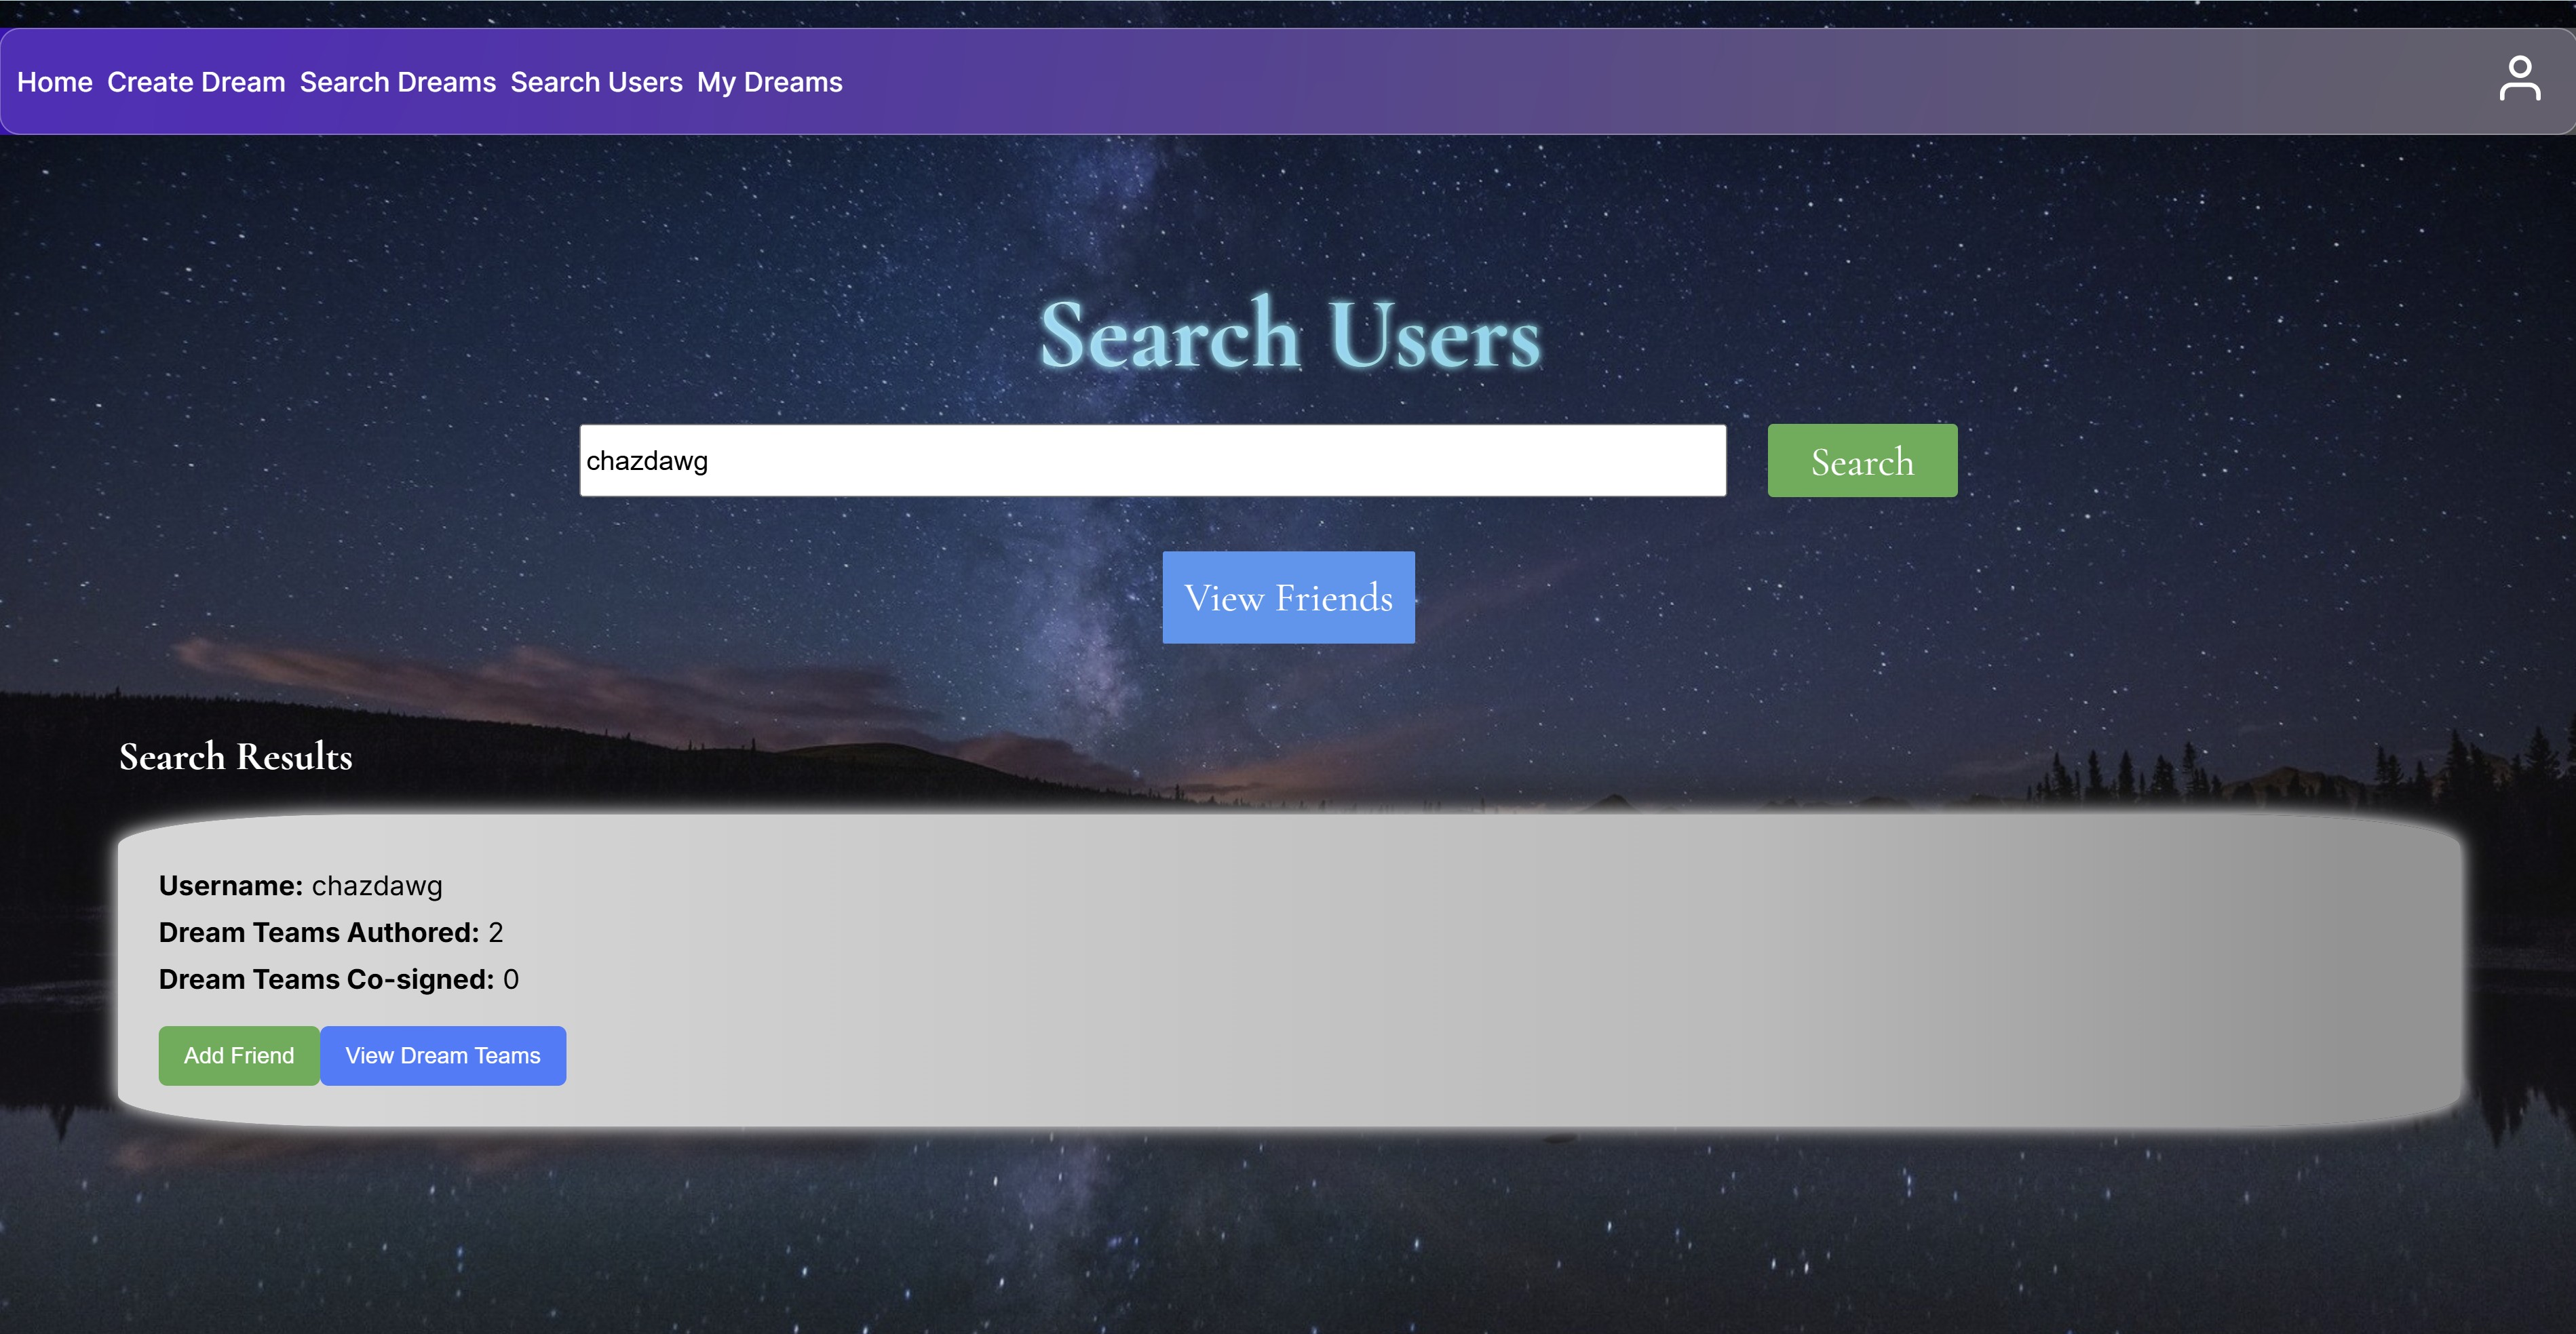 Home Create Dream Search Dreams Search Users My Dreams
Search Users
chazdawg Search
View Friends
Search Results
Username: chazdawg
Dream Teams Authored: 2
Dream Teams Co-signed: 0
Add Friend View Dream Teams